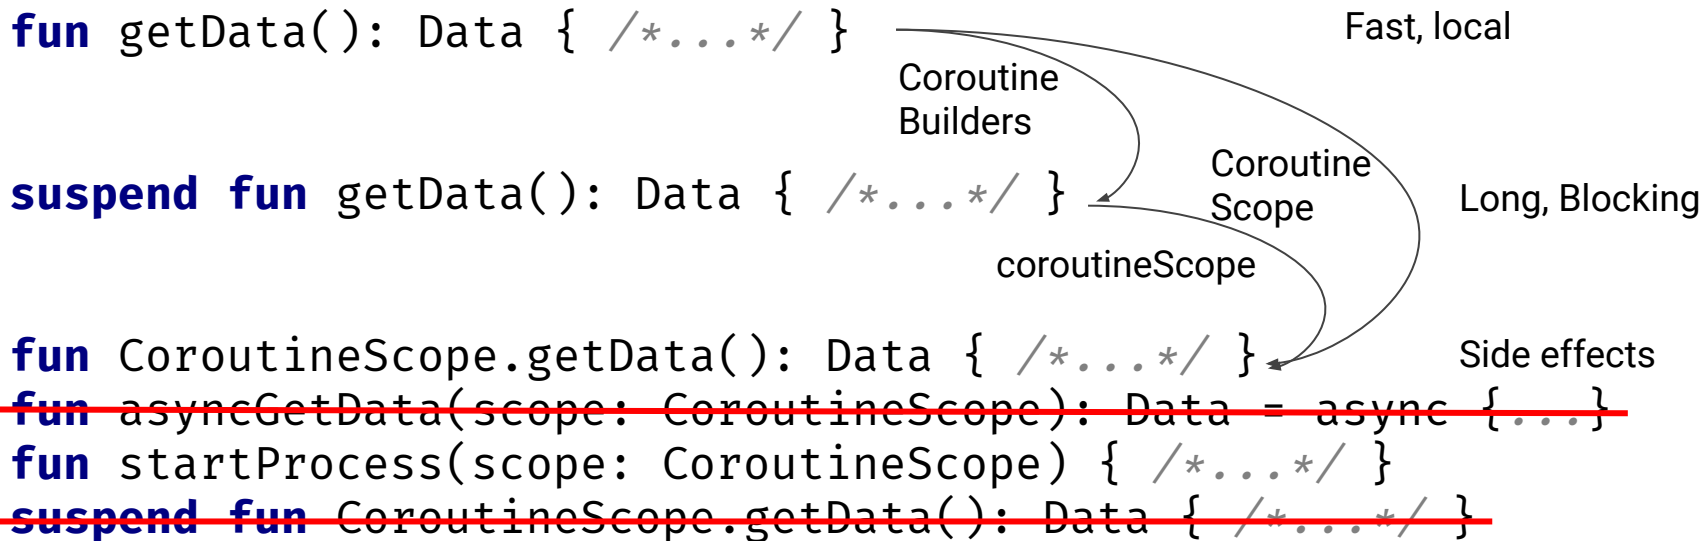 fun getData(): Data { /*...*/ }
Fast, local
Coroutine
Builders
Coroutine
Scope
suspend fun getData(): Data { /*...*/ }
Long, Blocking
coroutineScope
fun CoroutineScope.getData(): Data { /*...*/ }
Side effects
fun asyncGetData(scope: CoroutineScope): Data = async {...}
fun startProcess(scope: CoroutineScope) { /*...*/ }
suspend fun CoroutineScope.getData(): Data { /*...*/ }